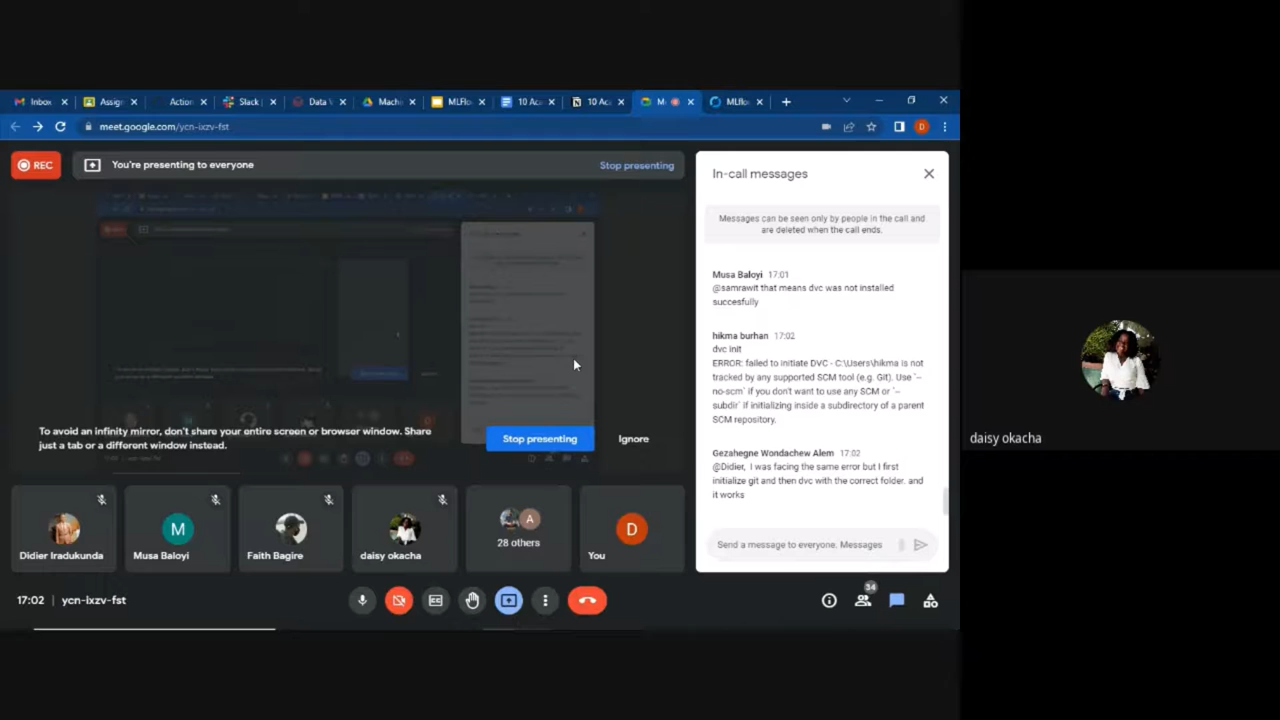 Inbox
Assign
Action
Slack
Data V
Machi
MLFlo
10 Aca
10 Aca
M
MLflo
meet.google.com/ycn-ixzv-fst
D
REC
You're presenting to everyone
Stop presenting
To avoid an infinity mirror, don't share your entire screen or browser window. Share
just a tab or a different window instead.
Stop presenting
Ignore
Didier Iradukunda
M
Musa Baloyi
Faith Bagire
daisy okacha
A
28 others
D
You
In-call messages
Messages can be seen only by people in the call and
are deleted when the call ends.
Musa Baloyi 17:01
@samrawit that means dvc was not installed
succesfully
hikma burhan 17:02
dvc init
ERROR: failed to initiate DVC - C:\Users\hikma is not
tracked by any supported SCM tool (e.g. Git). Use `--
no-scm` if you don't want to use any SCM or `--
subdir` if initializing inside a subdirectory of a parent
SCM repository.
Gezahegne Wondachew Alem 17:02
@Didier, I was facing the same error but I first
initialize git and then dvc with the correct folder. and
it works
Send a message to everyone. Messages
17:02 | ycn-ixzv-fst
CC
34
daisy okacha